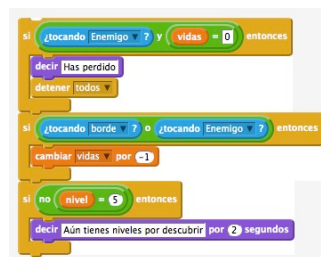 si ¿tocando Enemigo ? y vidas = 0 entonces
decir Has perdido
detener todos
si ¿tocando borde ? o ¿tocando Enemigo ? entonces
cambiar vidas por -1
si no nivel = 5 entonces
decir Aún tienes niveles por descubrir por 2 segundos